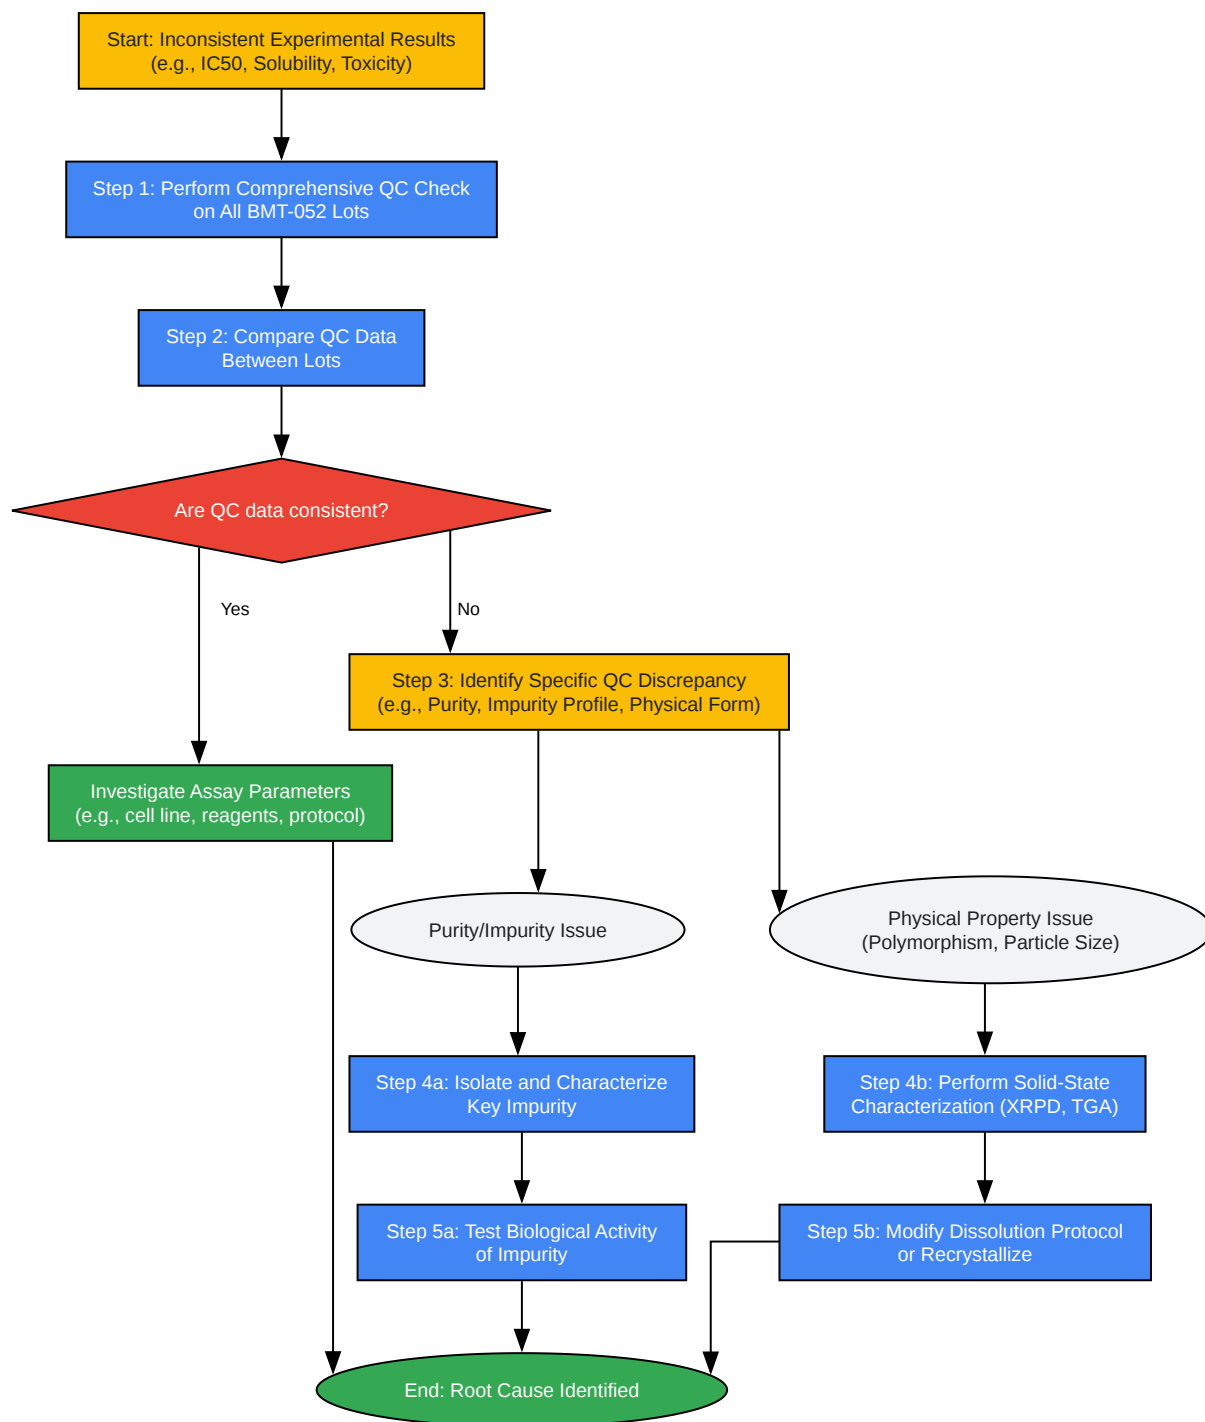 Start: Inconsistent Experimental Results
(e.g., IC50, Solubility, Toxicity)
Step 1: Perform Comprehensive QC Check
on All BMT-052 Lots
Step 2: Compare QC Data
Between Lots
Are QC data consistent?
Yes
No
Step 3: Identify Specific QC Discrepancy
(e.g., Purity, Impurity Profile, Physical Form)
Investigate Assay Parameters
(e.g., cell line, reagents, protocol)
Purity/Impurity Issue
Physical Property Issue
(Polymorphism, Particle Size)
Step 4a: Isolate and Characterize
Key Impurity
Step 4b: Perform Solid-State
Characterization (XRPD, TGA)
Step 5a: Test Biological Activity
of Impurity
Step 5b: Modify Dissolution Protocol
or Recrystallize
End: Root Cause Identified